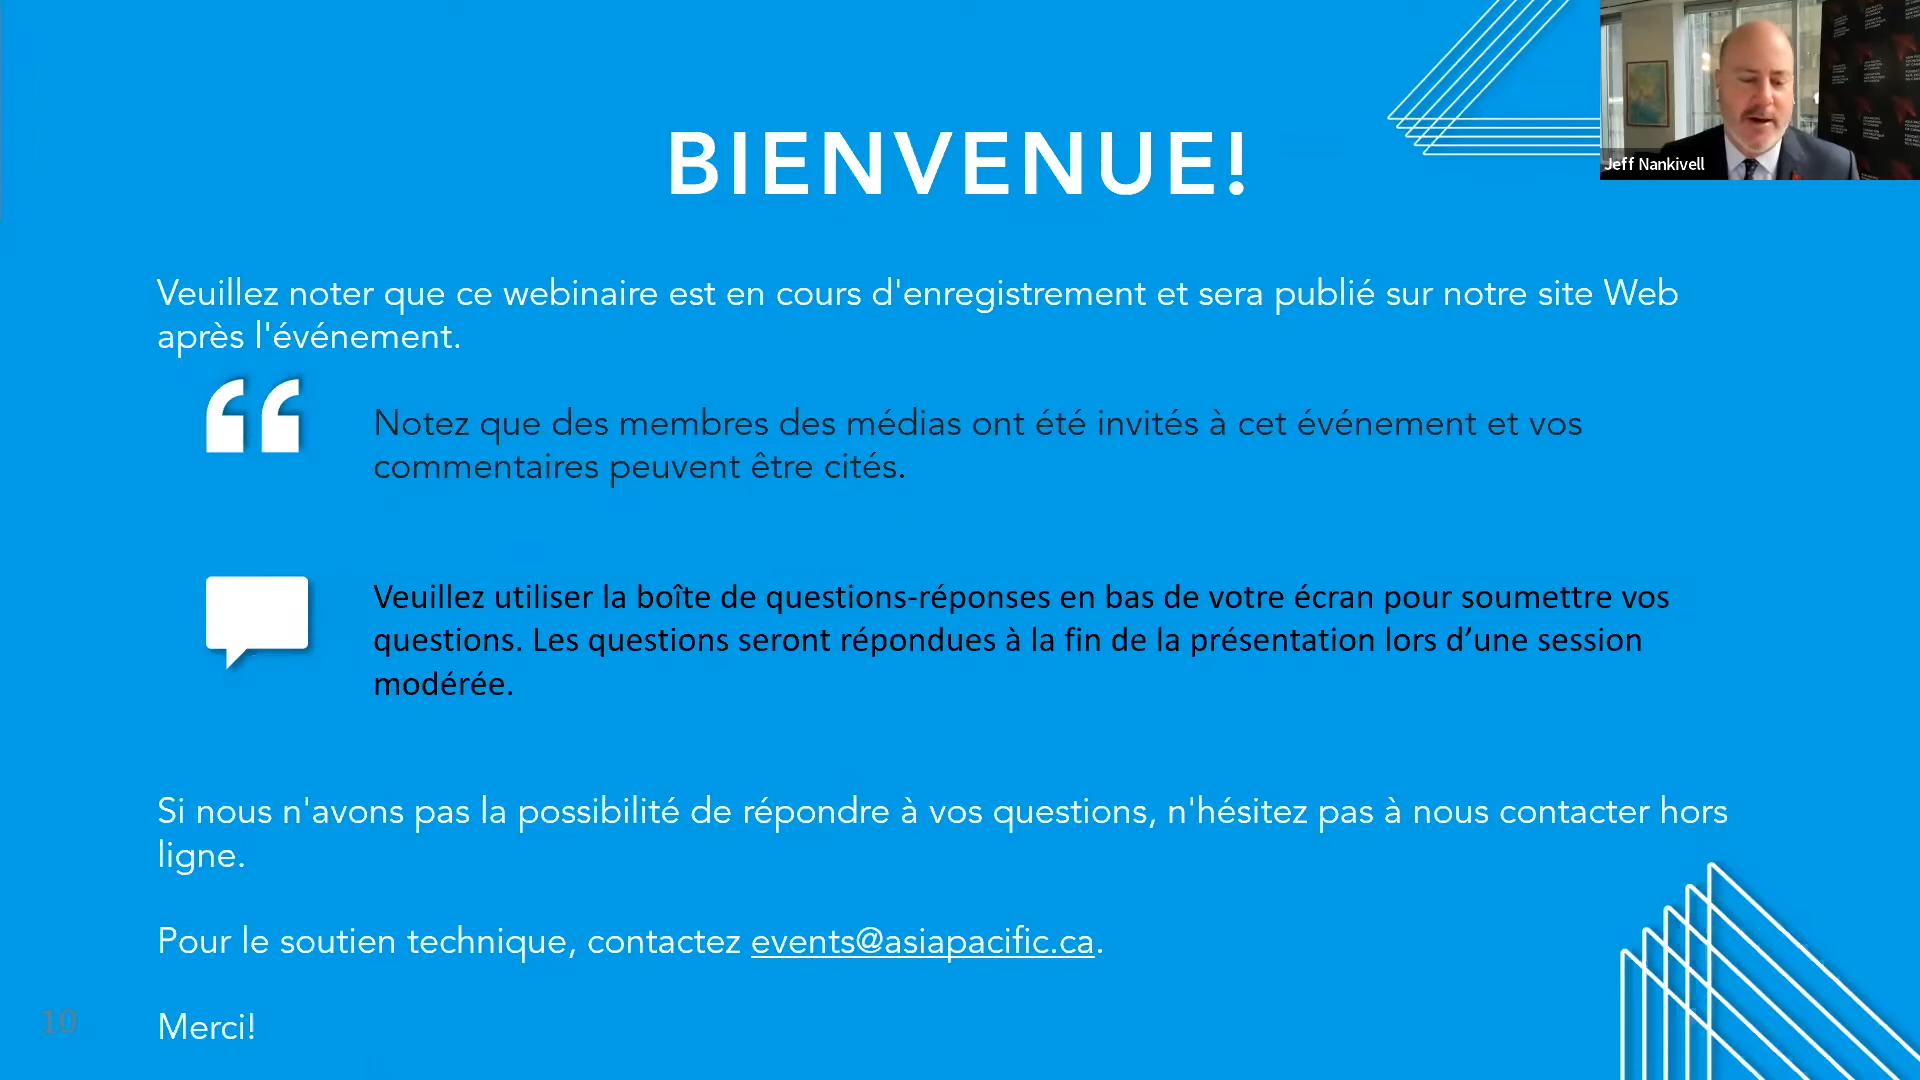 BIENVENUE!
Jeff Nankivell
Veuillez noter que ce webinaire est en cours d'enregistrement et sera publié sur notre site Web
après l'événement.
Notez que des membres des médias ont été invités à cet événement et vos
commentaires peuvent être cités.
Veuillez utiliser la boîte de questions-réponses en bas de votre écran pour soumettre vos
questions. Les questions seront répondues à la fin de la présentation lors d’une session
modérée.
Si nous n'avons pas la possibilité de répondre à vos questions, n'hésitez pas à nous contacter hors
ligne.
Pour le soutien technique, contactez events@asiapacific.ca.
10
Merci!